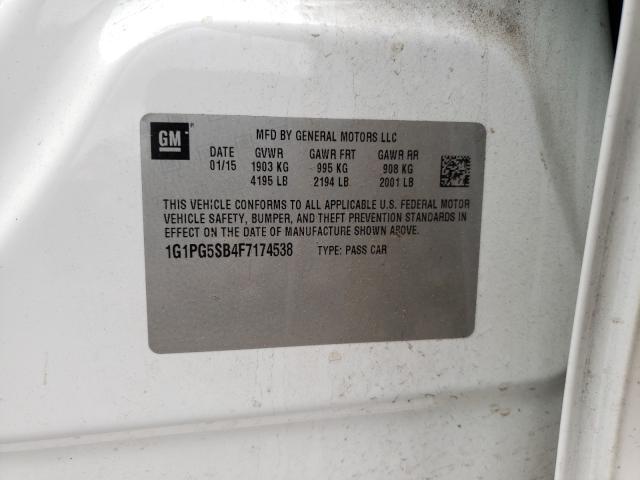 GM
MFD BY GENERAL MOTORS LLC
DATE GVWR GAWR FRT GAWR RR
01/15 1903 KG 995 KG 908 KG
4195 LB 2194 LB 2001 LB
THIS VEHICLE CONFORMS TO ALL APPLICABLE U.S. FEDERAL MOTOR
VEHICLE SAFETY, BUMPER, AND THEFT PREVENTION STANDARDS IN
EFFECT ON THE DATE OF MANUFACTURE SHOWN ABOVE.
1G1PG5SB4F7174538 TYPE: PASS CAR